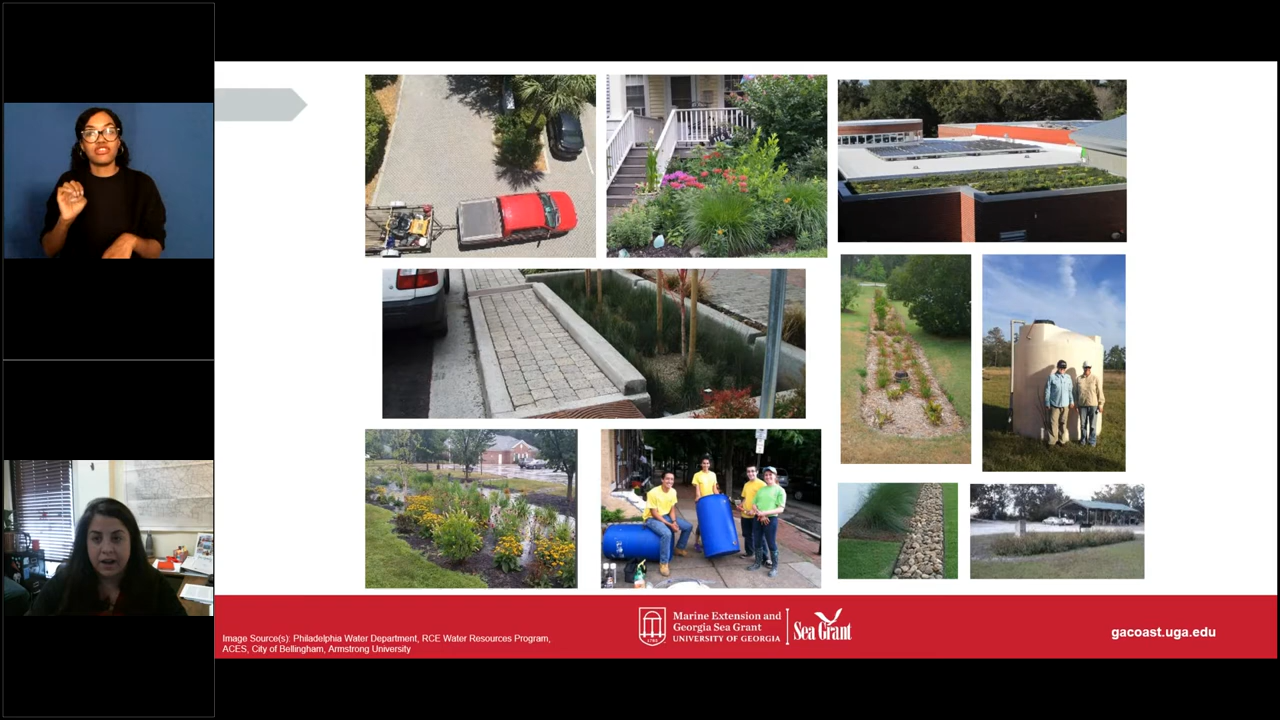 Image Source(s): Philadelphia Water Department, RCE Water Resources Program,
ACES, City of Bellingham, Armstrong University
1785
Marine Extension and
Georgia Sea Grant
UNIVERSITY OF GEORGIA
Sea Grant
gacoast.uga.edu